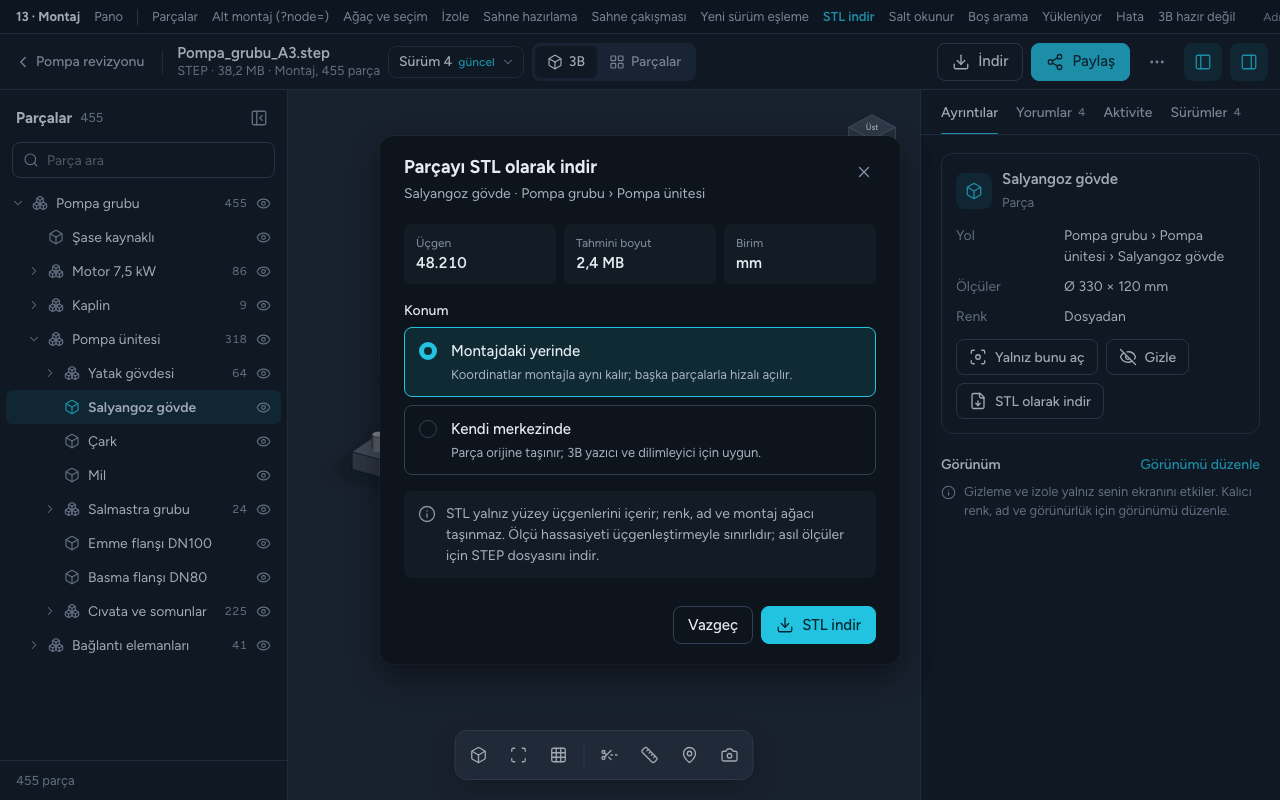 13 · Montaj Pano Parçalar Alt montaj (?node=) Ağaç ve seçim İzole Sahne hazırlama Sahne çakışması Yeni sürüm eşleme STL indir Salt okunur Boş arama Yükleniyor Hata 3B hazır değil
Pompa revizyonu
Pompa_grubu_A3.step
STEP · 38,2 MB · Montaj, 455 parça
Sürüm 4 güncel
3B Parçalar
İndir Paylaş
Parçalar 455
Parça ara
Pompa grubu 455
Şase kaynaklı
Motor 7,5 kW 86
Kaplin 9
Pompa ünitesi 318
Yatak gövdesi 64
Salyangoz gövde
Çark
Mil
Salmastra grubu 24
Emme flanşı DN100
Basma flanşı DN80
Cıvata ve somunlar 225
Bağlantı elemanları 41
455 parça
Üst
Parçayı STL olarak indir
Salyangoz gövde · Pompa grubu › Pompa ünitesi
Üçgen
48.210
Tahmini boyut
2,4 MB
Birim
mm
Konum
Montajdaki yerinde
Koordinatlar montajla aynı kalır; başka parçalarla hizalı açılır.
Kendi merkezinde
Parça orijine taşınır; 3B yazıcı ve dilimleyici için uygun.
STL yalnız yüzey üçgenlerini içerir; renk, ad ve montaj ağacı
taşınmaz. Ölçü hassasiyeti üçgenleştirmeyle sınırlıdır; asıl ölçüler
için STEP dosyasını indir.
Vazgeç STL indir
Ayrıntılar Yorumlar 4 Aktivite Sürümler 4
Salyangoz gövde
Parça
Yol Pompa grubu › Pompa
ünitesi › Salyangoz gövde
Ölçüler Ø 330 × 120 mm
Renk Dosyadan
Yalnız bunu aç Gizle
STL olarak indir
Görünüm Görünümü düzenle
Gizleme ve izole yalnız senin ekranını etkiler. Kalıcı
renk, ad ve görünürlük için görünümü düzenle.